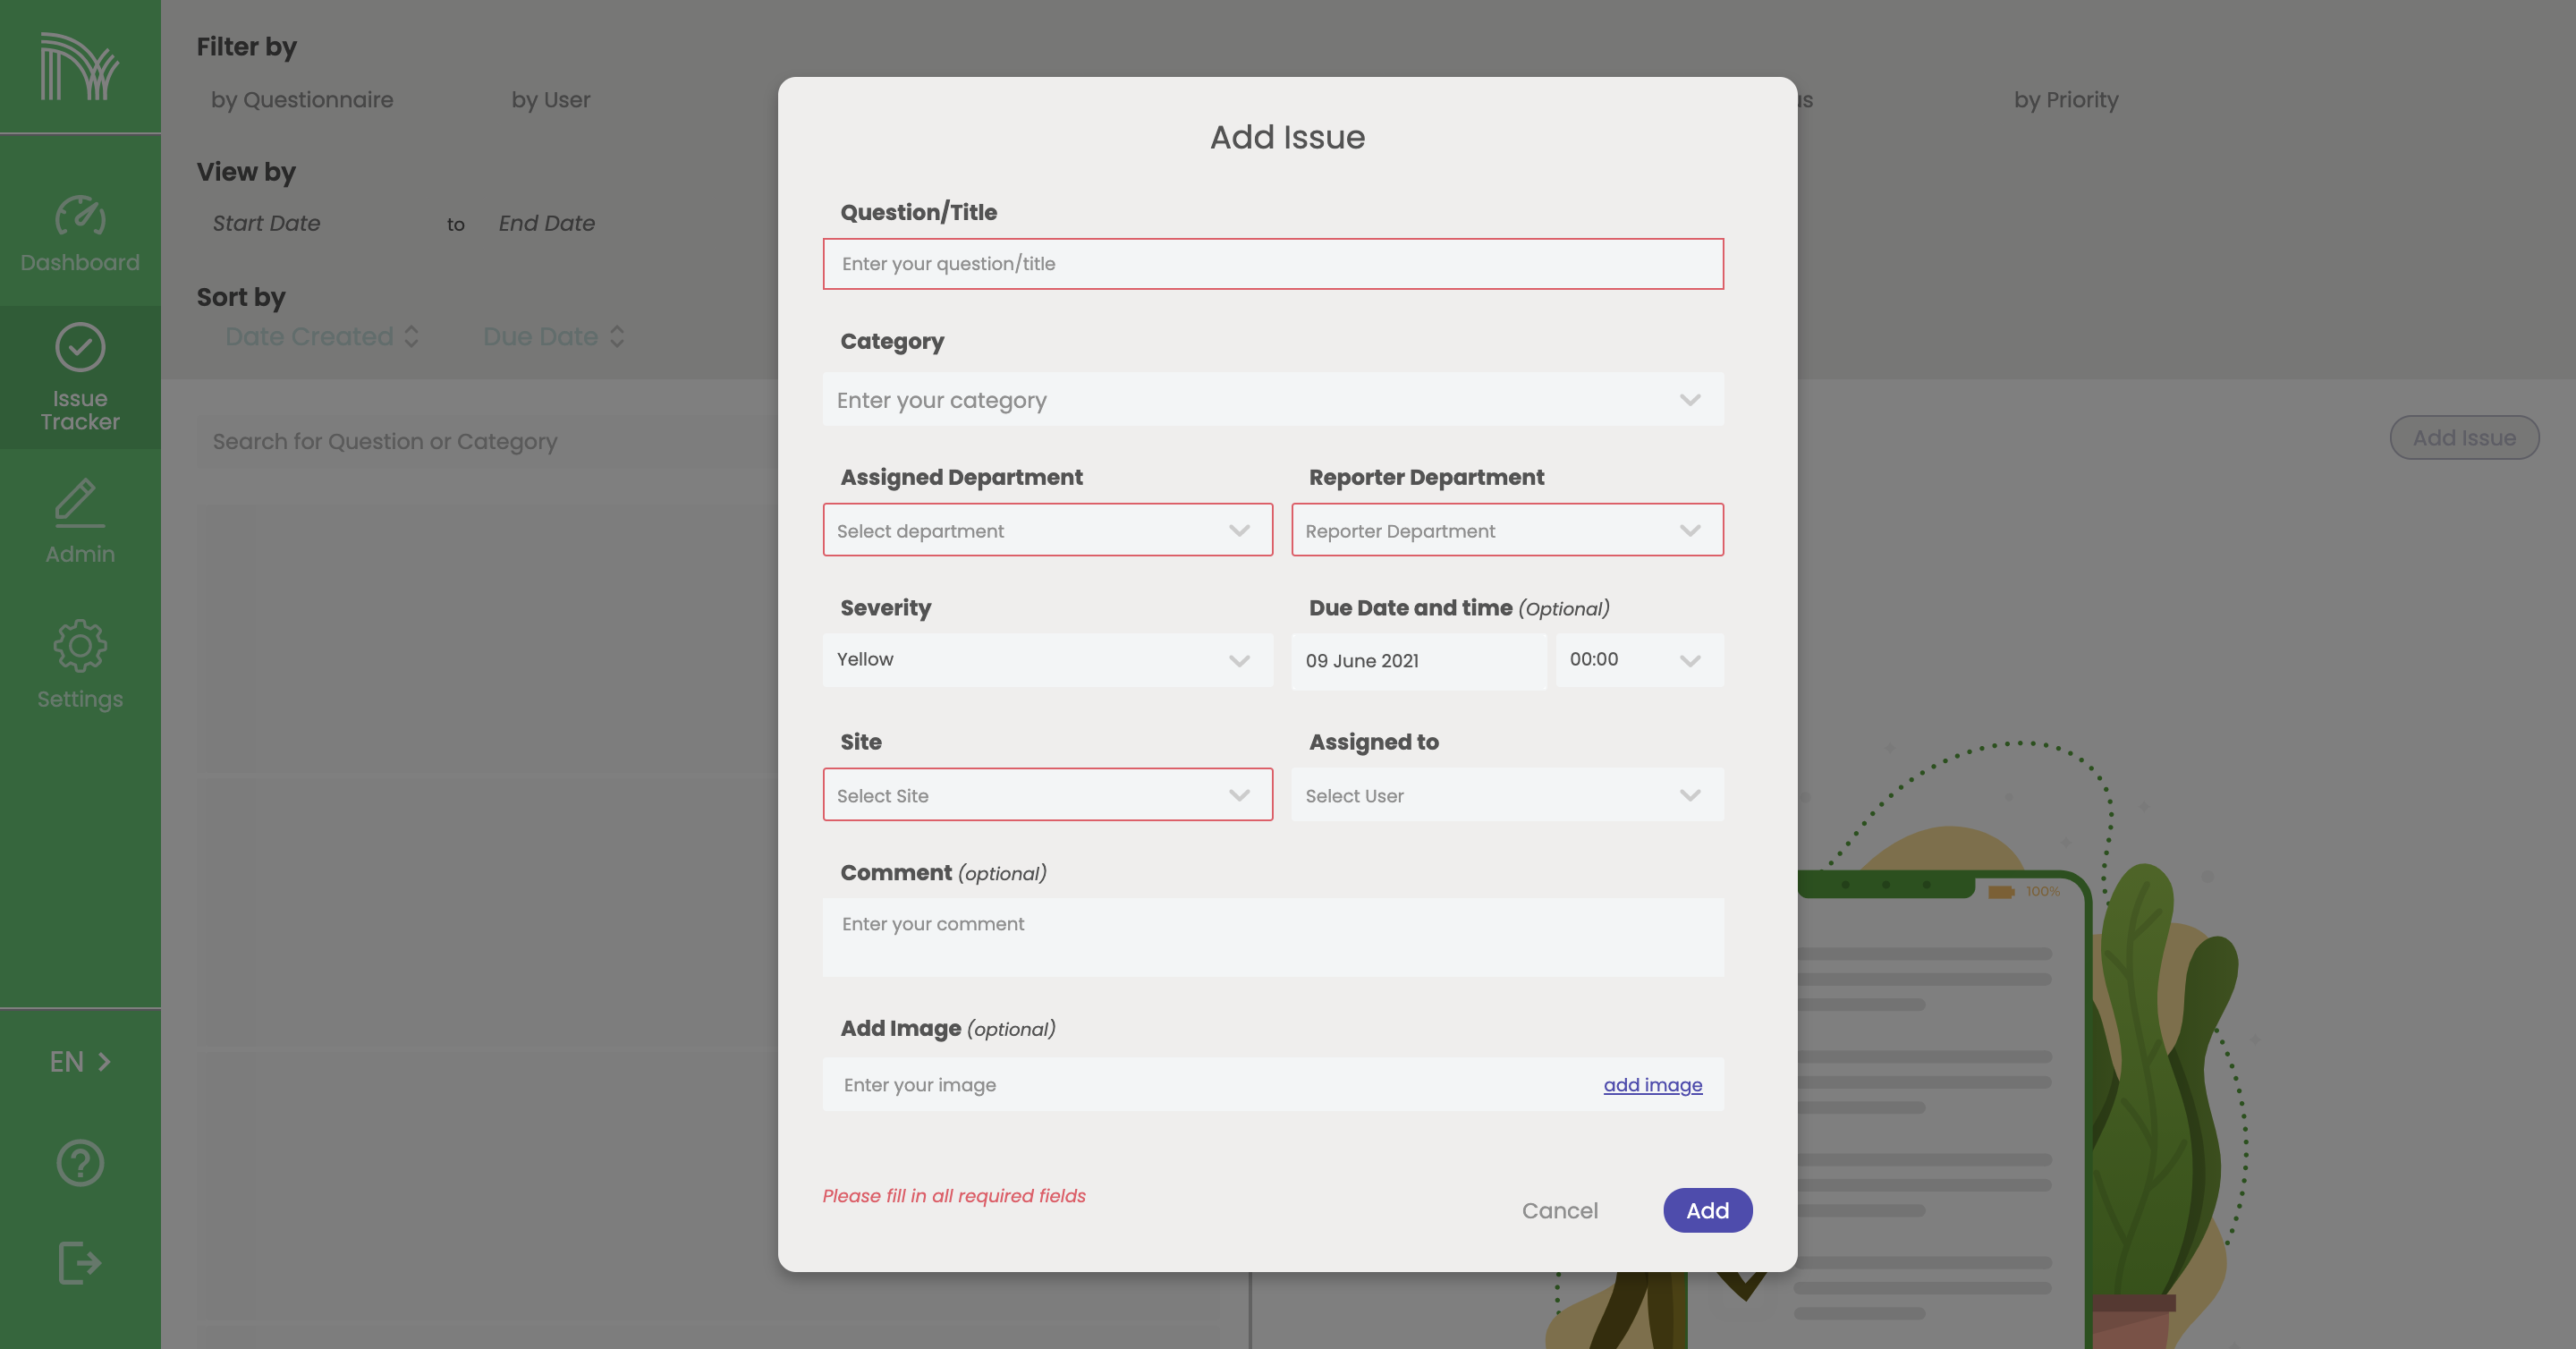 Filter by
by Questionnaire
by User
by Priority
View by
Start Date
to
End Date
Sort by
Date Created
Due Date
Search for Question or Category
Add Issue
Dashboard
Issue
Tracker
Admin
Settings
EN
Add Issue
Question/Title
Enter your question/title
Category
Enter your category
Assigned Department
Reporter Department
Select department
Reporter Department
Severity
Due Date and time (Optional)
Yellow
09 June 2021
00:00
Site
Assigned to
Select Site
Select User
Comment (optional)
Enter your comment
Add Image (optional)
Enter your image
add image
Please fill in all required fields
Cancel
Add
100%